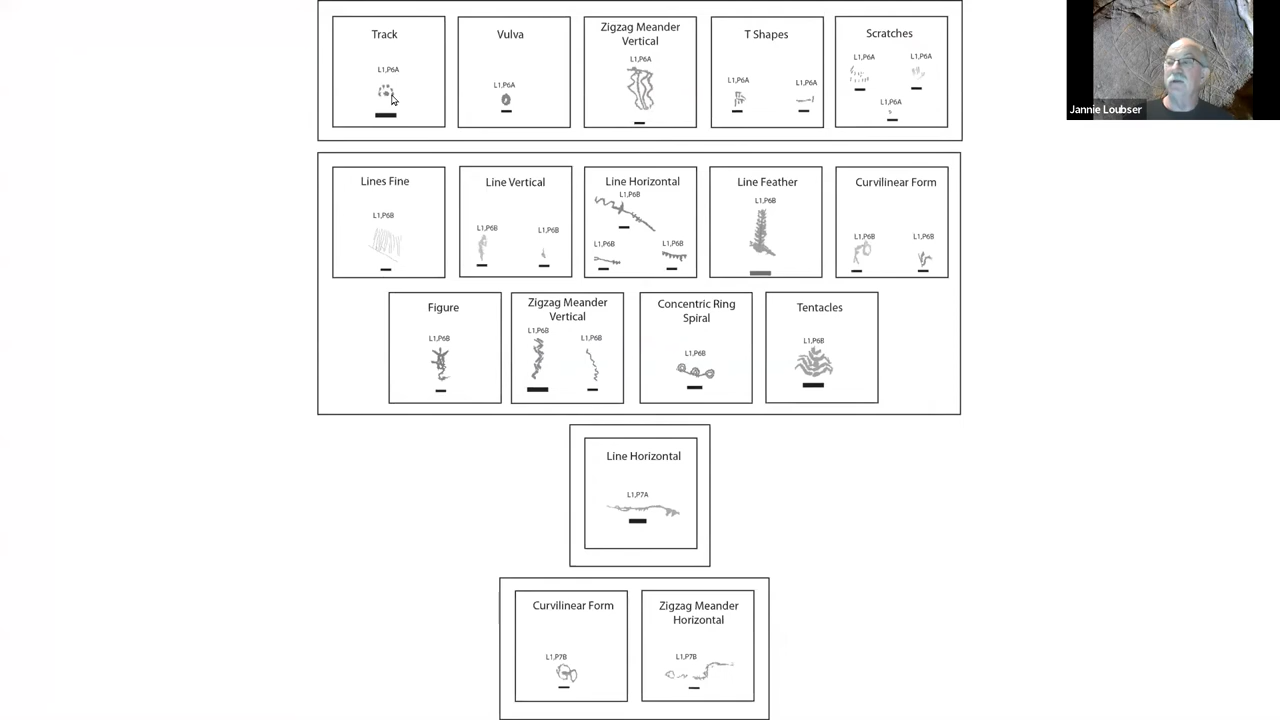 Track
L1,P6A
Vulva
L1,P6A
Zigzag Meander
Vertical
L1,P6A
T Shapes
L1,P6A
L1,P6A
Scratches
L1,P6A
L1,P6A
L1,P6A
Jannie Loubser
Lines Fine
L1,P6B
Line Vertical
L1,P6B
L1,P6B
Line Horizontal
L1,P6B
L1,P6B
L1,P6B
Line Feather
L1,P6B
Curvilinear Form
L1,P6B
L1,P6B
Figure
L1,P6B
Zigzag Meander
Vertical
L1,P6B
L1,P6B
Concentric Ring
Spiral
L1,P6B
Tentacles
L1,P6B
Line Horizontal
L1,P7A
Curvilinear Form
L1,P7B
Zigzag Meander
Horizontal
L1,P7B